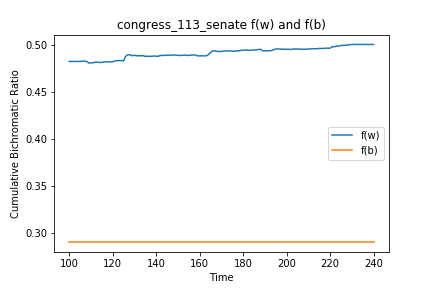 congress_113_senate f(w) and f(b)
Cumulative Bichromatic Ratio
0.50
0.45
0.40
0.35
0.30
f(w)
f(b)
100 120 140 160 180 200 220 240
Time